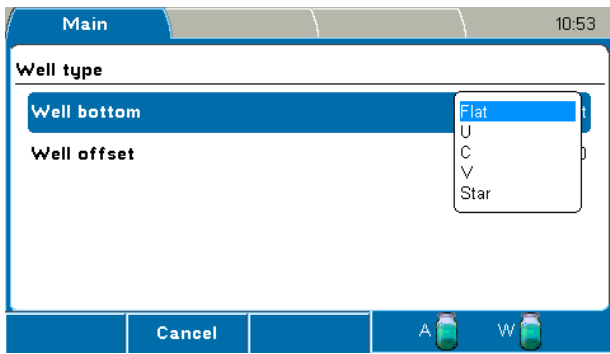 Main
10:53
Well type
Well bottom
Flat
U
C
V
Star
Well offset
Cancel
A
W